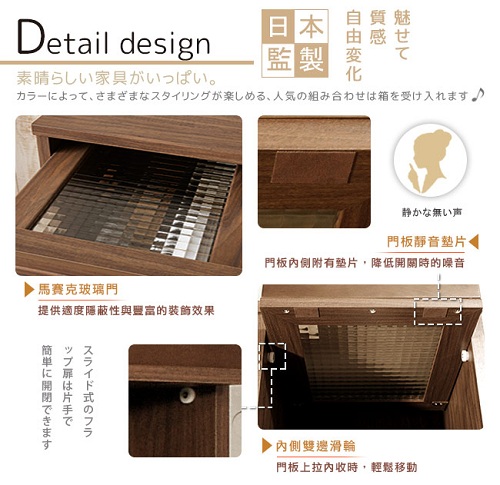 Detail design
日本
監製
魅せて
質感
自由変化
素晴らしい家具がいっぱい。
カラーによって、さまざまなスタイリングが楽しめる、人気の組み合わせは箱を受け入れます♪
静かな無い声
門板靜音墊片
門板內側附有墊片，降低開關時的噪音
馬賽克玻璃門
提供適度隱蔽性與豐富的裝飾效果
スライド式のフラ
ップ扉は片手で
簡単に開閉できます
內側雙邊滑輪
門板上拉內收時，輕鬆移動